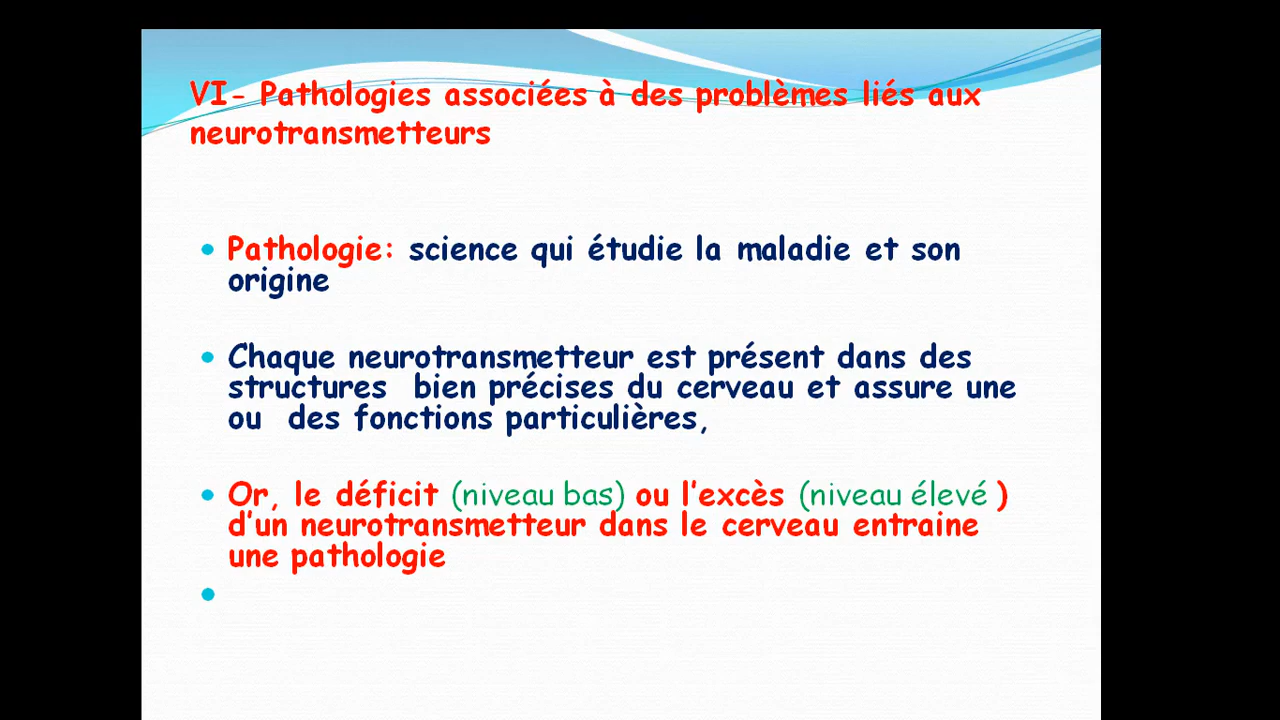 VI- Pathologies associées à des problèmes liés aux
neurotransmetteurs
Pathologie: science qui étudie la maladie et son
origine
Chaque neurotransmetteur est présent dans des
structures bien précises du cerveau et assure une
ou des fonctions particulières,
Or, le déficit (niveau bas) ou l'excès (niveau élevé )
d'un neurotransmetteur dans le cerveau entraine
une pathologie